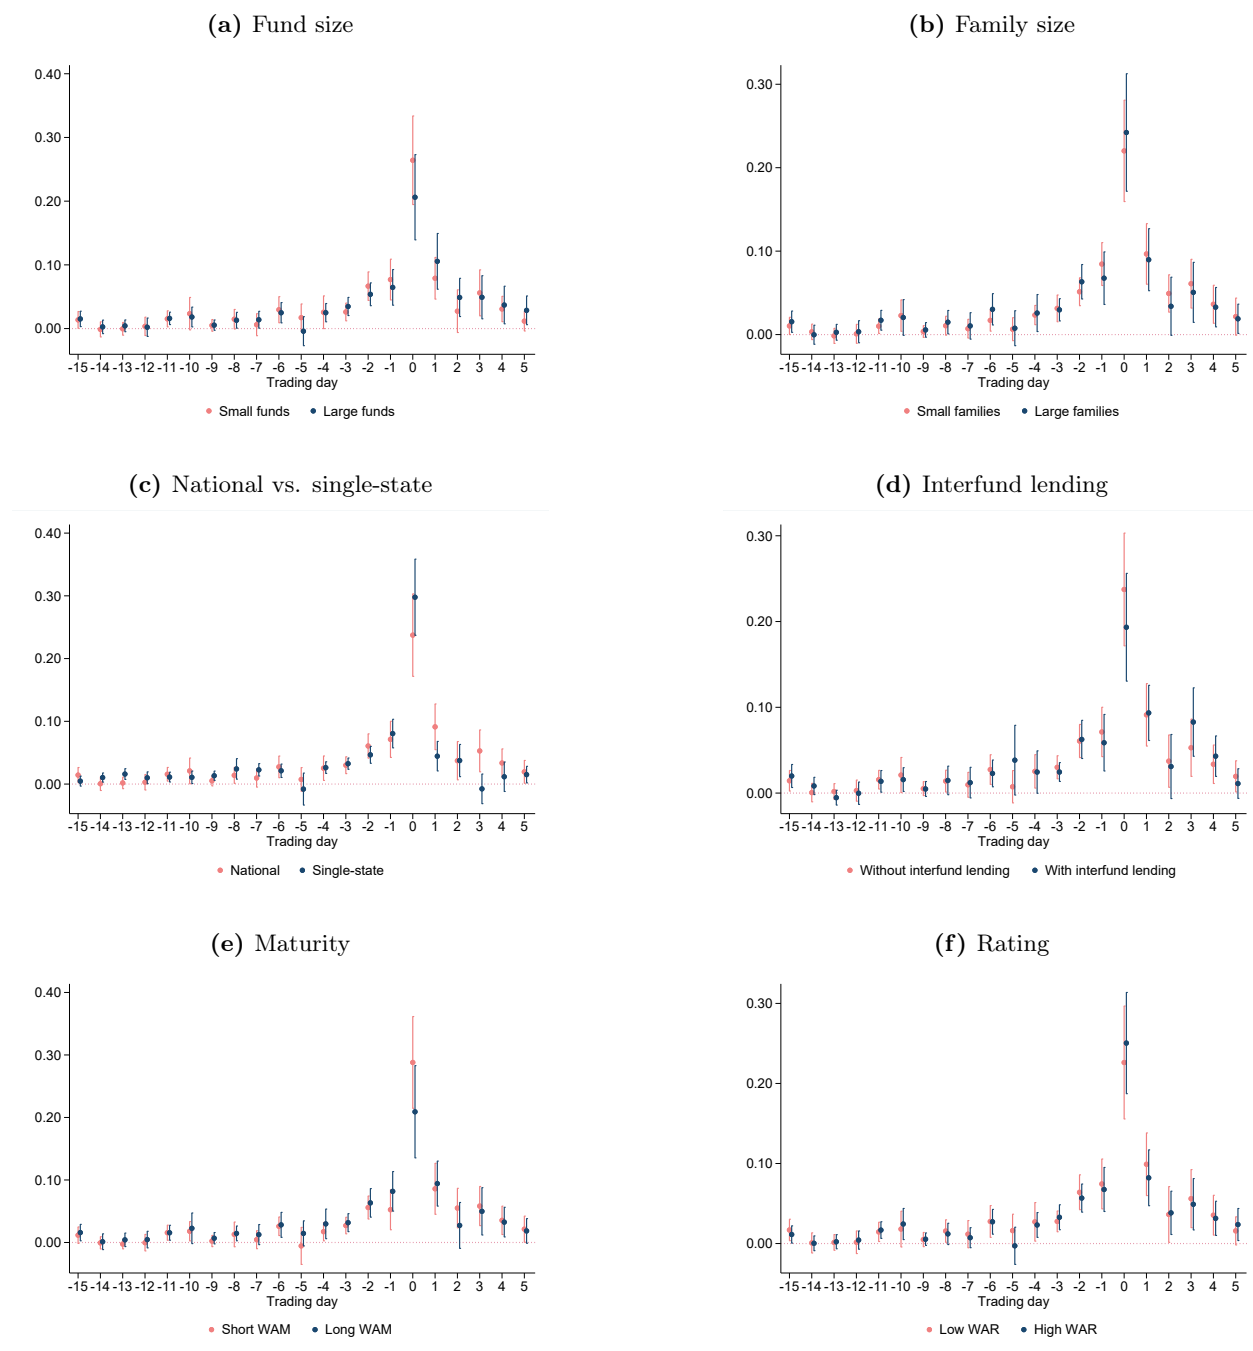 (a) Fund size
0.40
0.30
0.20
0.10
0.00
-15 -14 -13 -12 -11 -10 -9 -8 -7 -6 -5 -4 -3 -2 -1 0 1 2 3 4 5
Trading day
Small funds Large funds
(b) Family size
0.30
0.20
0.10
0.00
-15 -14 -13 -12 -11 -10 -9 -8 -7 -6 -5 -4 -3 -2 -1 0 1 2 3 4 5
Trading day
Small families Large families
(c) National vs. single-state
0.40
0.30
0.20
0.10
0.00
-15 -14 -13 -12 -11 -10 -9 -8 -7 -6 -5 -4 -3 -2 -1 0 1 2 3 4 5
Trading day
National Single-state
(d) Interfund lending
0.30
0.20
0.10
0.00
-15 -14 -13 -12 -11 -10 -9 -8 -7 -6 -5 -4 -3 -2 -1 0 1 2 3 4 5
Trading day
Without interfund lending With interfund lending
(e) Maturity
0.40
0.30
0.20
0.10
0.00
-15 -14 -13 -12 -11 -10 -9 -8 -7 -6 -5 -4 -3 -2 -1 0 1 2 3 4 5
Trading day
Short WAM Long WAM
(f) Rating
0.30
0.20
0.10
0.00
-15 -14 -13 -12 -11 -10 -9 -8 -7 -6 -5 -4 -3 -2 -1 0 1 2 3 4 5
Trading day
Low WAR High WAR